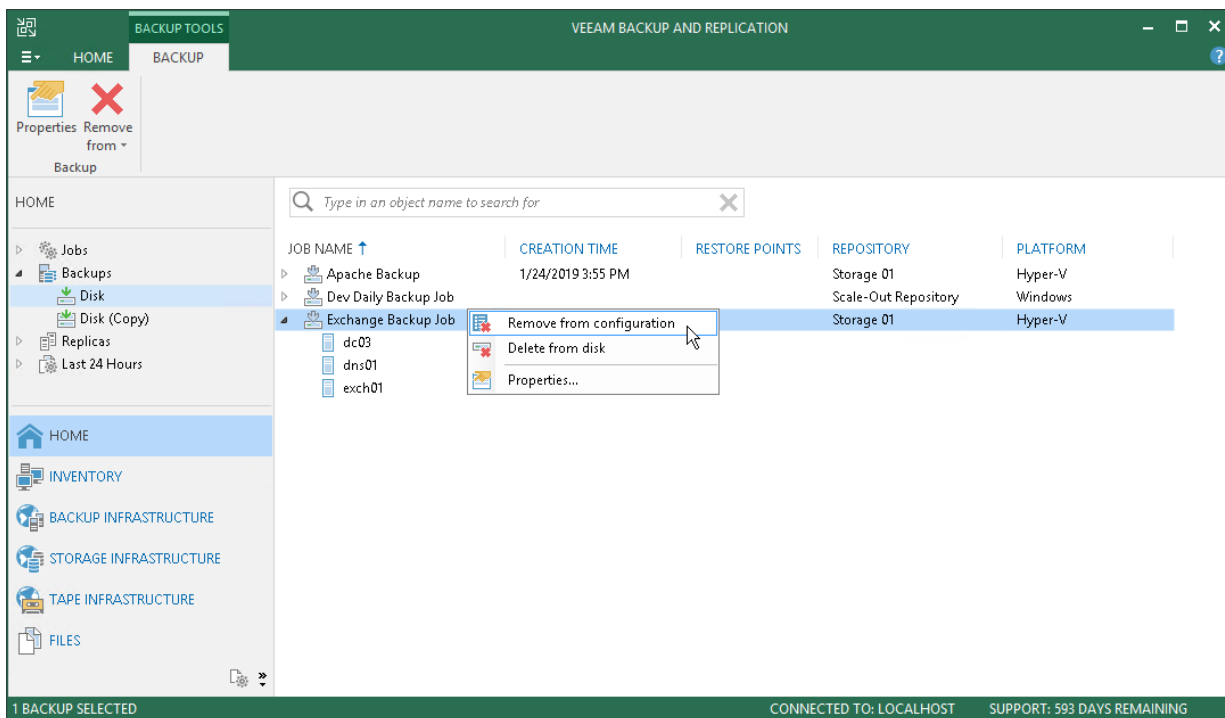 BACKUP TOOLS
VEEAM BACKUP AND REPLICATION
HOME
BACKUP
?
Properties
Remove
from
Backup
HOME
Type in an object name to search for
Jobs
Backups
Disk
Disk (Copy)
Replicas
Last 24 Hours
JOB NAME CREATION TIME RESTORE POINTS REPOSITORY PLATFORM
Apache Backup 1/24/2019 3:55 PM Storage 01 Hyper-V
Dev Daily Backup Job Scale-Out Repository Windows
Exchange Backup Job Storage 01 Hyper-V
dc03
dns01
exch01
Remove from configuration
Delete from disk
Properties...
HOME
INVENTORY
BACKUP INFRASTRUCTURE
STORAGE INFRASTRUCTURE
TAPE INFRASTRUCTURE
FILES
1 BACKUP SELECTED
CONNECTED TO: LOCALHOST
SUPPORT: 593 DAYS REMAINING